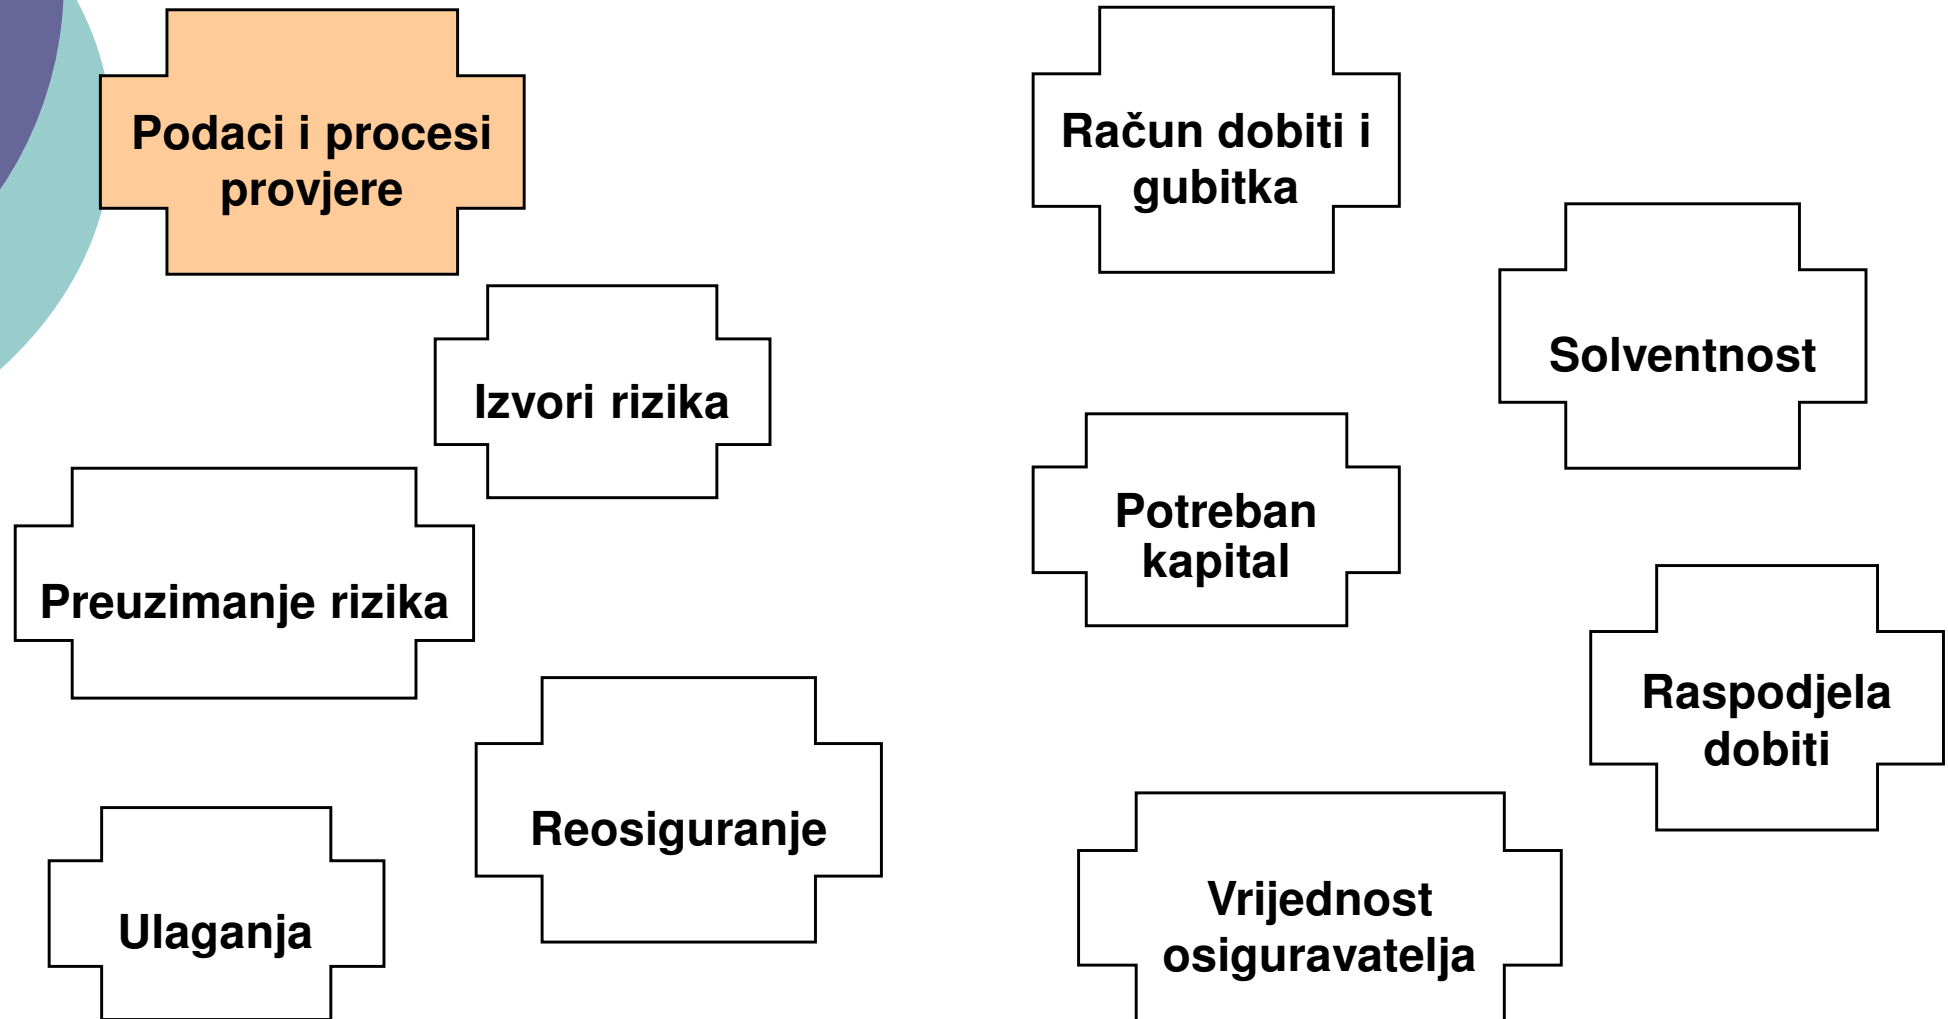 Podaci i procesi
provjere
Izvori rizika
Preuzimanje rizika
Reosiguranje
Ulaganja
Račun dobiti i
gubitka
Solventnost
Potreban
kapital
Raspodjela
dobiti
Vrijednost
osiguravatelja